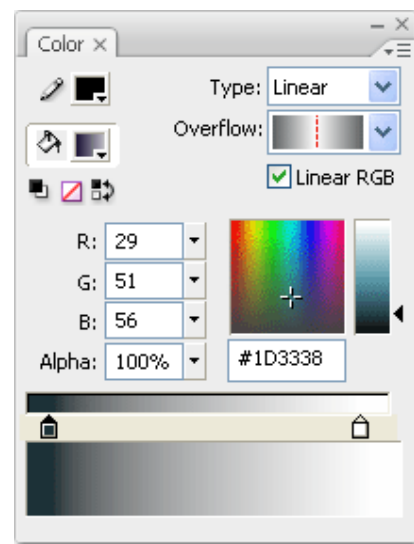 Color ×
Type: Linear
Overflow:
Linear RGB
R: 29
G: 51
B: 56
Alpha: 100% #1D3338